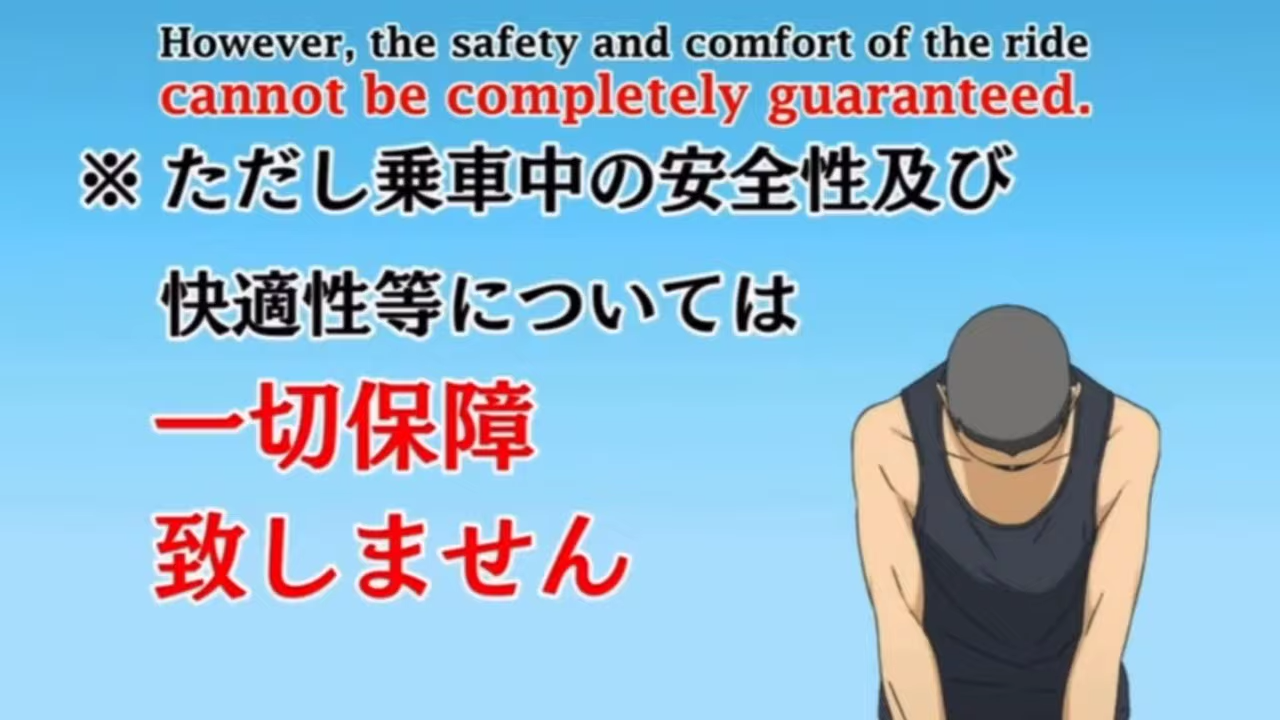 However, the safety and comfort of the ride
cannot be completely guaranteed.
※ ただし乗車中の安全性及び
快適性等については
一切保障
致しません